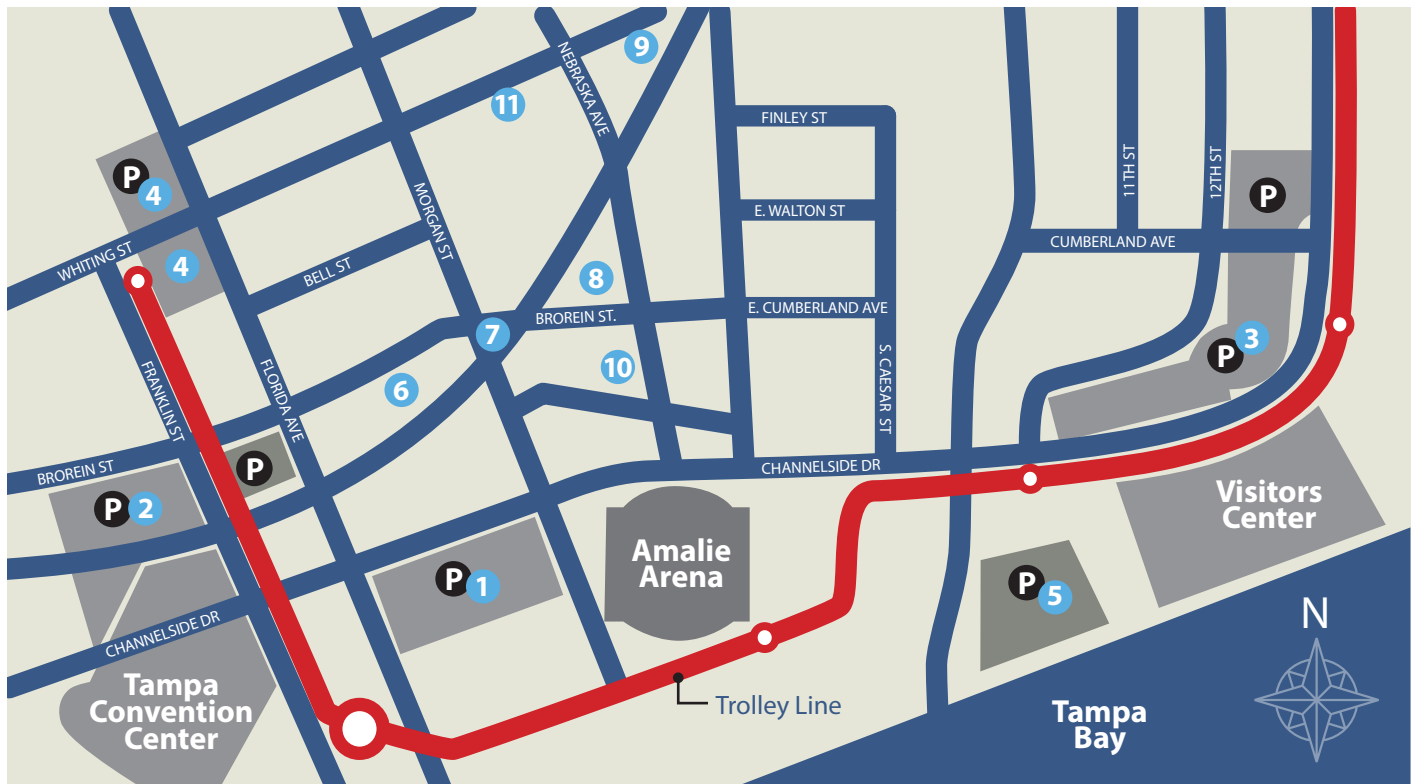 9
NEBRASKA AVE
11
FINLEY ST
P
4
11TH ST
12TH ST
P
MORGAN ST
E. WALTON ST
WHITING ST
4
BELL ST
CUMBERLAND AVE
8
BROREIN ST.
E. CUMBERLAND AVE
7
P
3
FRANKLIN ST
FLORIDA AVE
6
10
S. CAESAR ST
BROREIN ST
P
CHANNELSIDE DR
P
2
Visitors
Center
Amalie
Arena
P
1
P
5
CHANNELSIDE DR
N
Tampa
Convention
Center
Trolley Line
Tampa
Bay